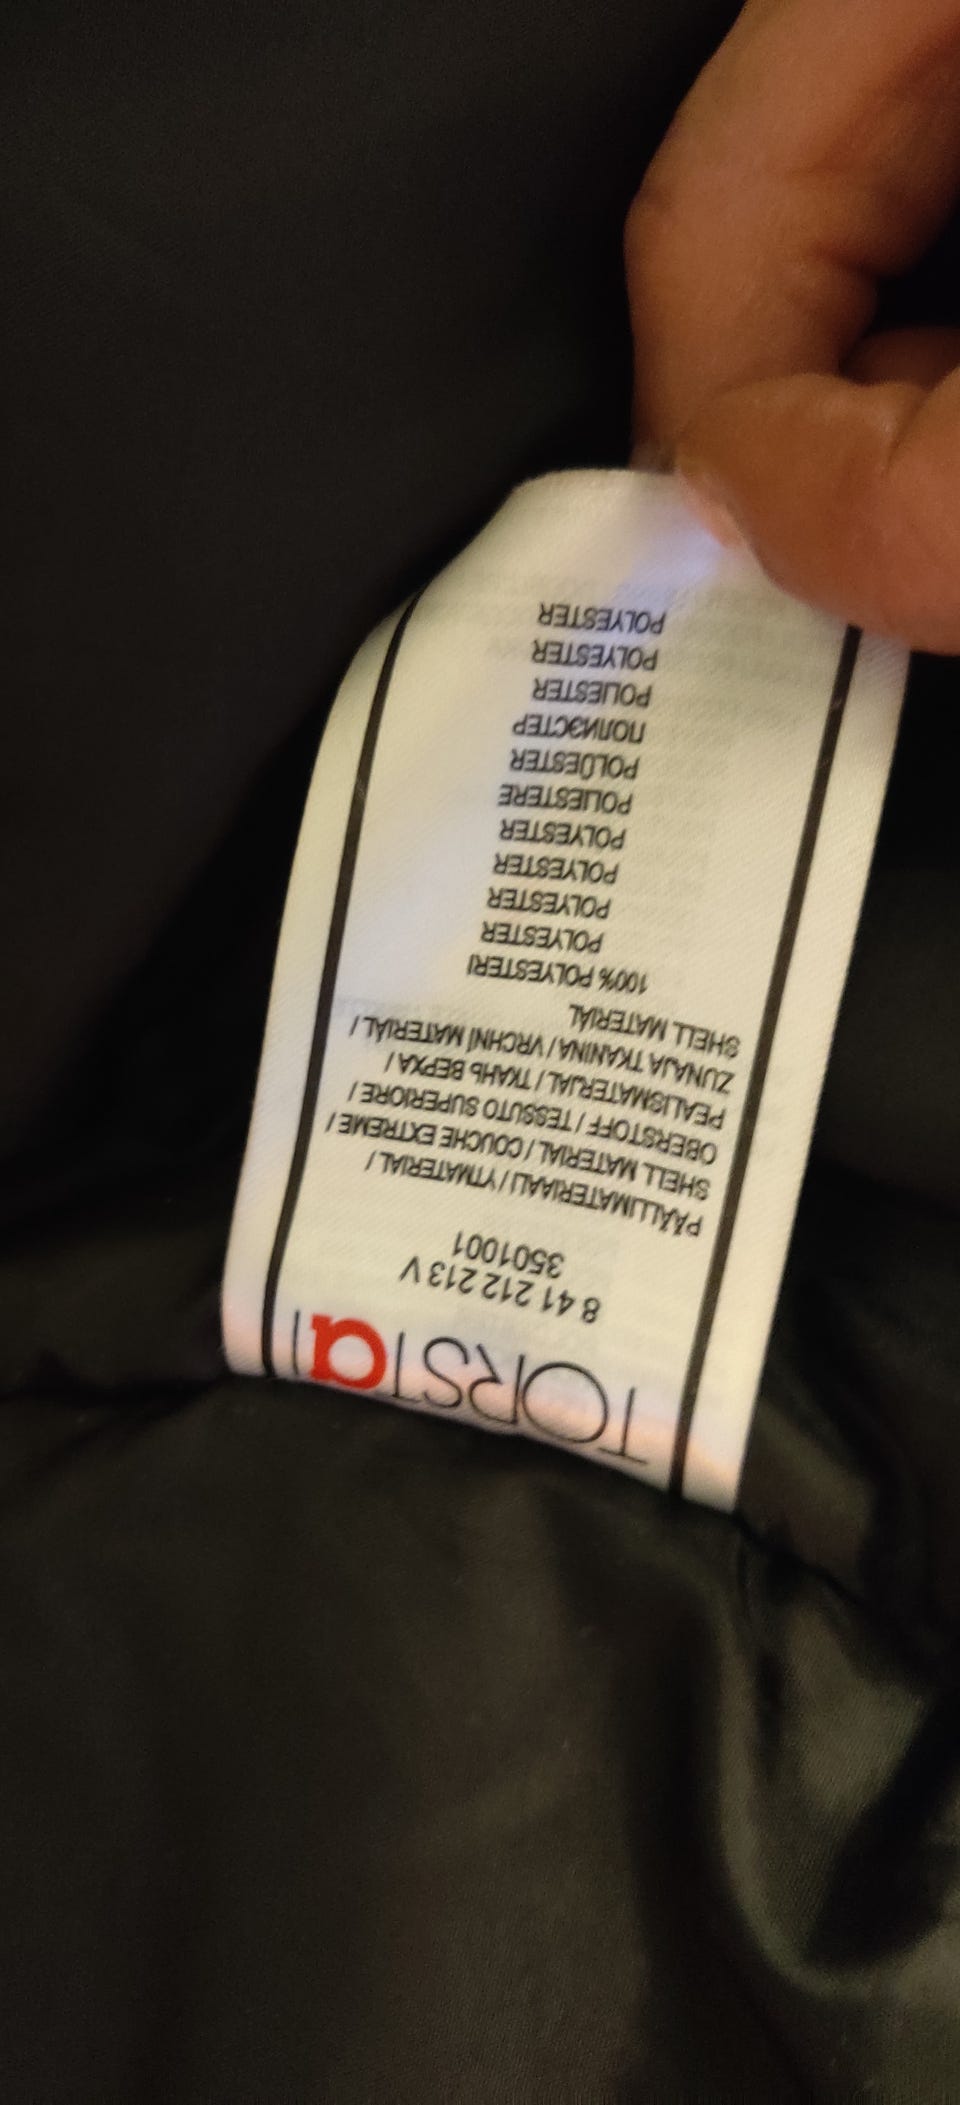 TORSTAI
8 41 212 213 V
3501001
PÄÄLLIMATERIAALI / YTMATERIAL /
SHELL MATERIAL / COUCHE EXTREME /
OBERSTOFF / TESSUTO SUPERIORE /
PEALISMATERJAL / ТКАНЬ ВЕРХА /
ZUNAJA TKANINA / VRCHNÍ MATERIÁL /
SHELL MATERIÁL
100% POLYESTERI
POLYESTER
POLYESTER
POLYESTER
POLYESTER
POLIESTERE
POLÜESTER
ПОЛИЭСТЕР
POLIESTER
POLYESTER
POLYESTER